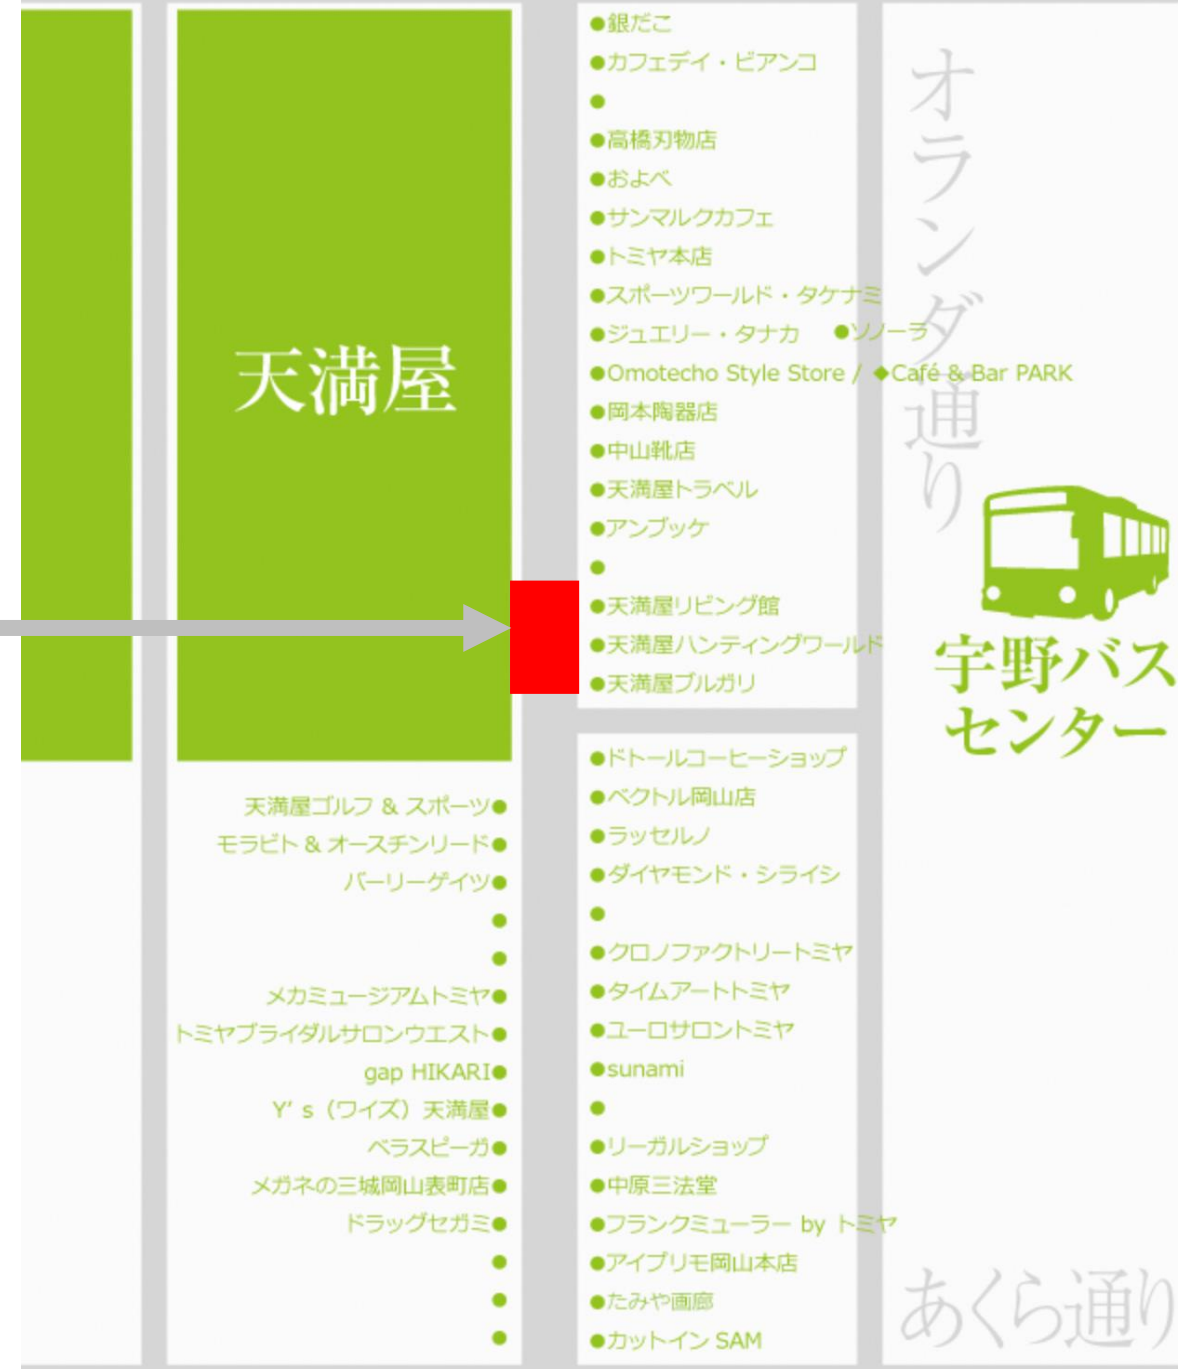 天満屋
天満屋ゴルフ & スポーツ●
モラビト & オースチンリード●
バーリーゲイツ●
●
●
メカミュージアムトミヤ●
トミヤブライダルサロンウエスト●
gap HIKARI●
Y’s（ワイズ）天満屋●
ベラスピーガ●
メガネの三城岡山表町店●
ドラッグセガミ●
●
●
●
●銀だこ
●カフェデイ・ビアンコ
●
●高橋刃物店
●およべ
●サンマルクカフェ
●トミヤ本店
●スポーツワールド・タケナミ
●ジュエリー・タナカ ●ソノーラ
●Omotecho Style Store / ◆Café & Bar PARK
●岡本陶器店
●中山靴店
●天満屋トラベル
●アンブッケ
●
●天満屋リビング館
●天満屋ハンティングワールド
●天満屋ブルガリ
●ドトールコーヒーショップ
●ベクトル岡山店
●ラッセルノ
●ダイヤモンド・シライシ
●
●クロノファクトリートミヤ
●タイムアートトミヤ
●ユーロサロントミヤ
●sunami
●
●リーガルショップ
●中原三法堂
●フランクミューラー by トミヤ
●アイプリモ岡山本店
●たみや画廊
●カットイン SAM
オランダ通り
宇野バス
センター
あくら通り